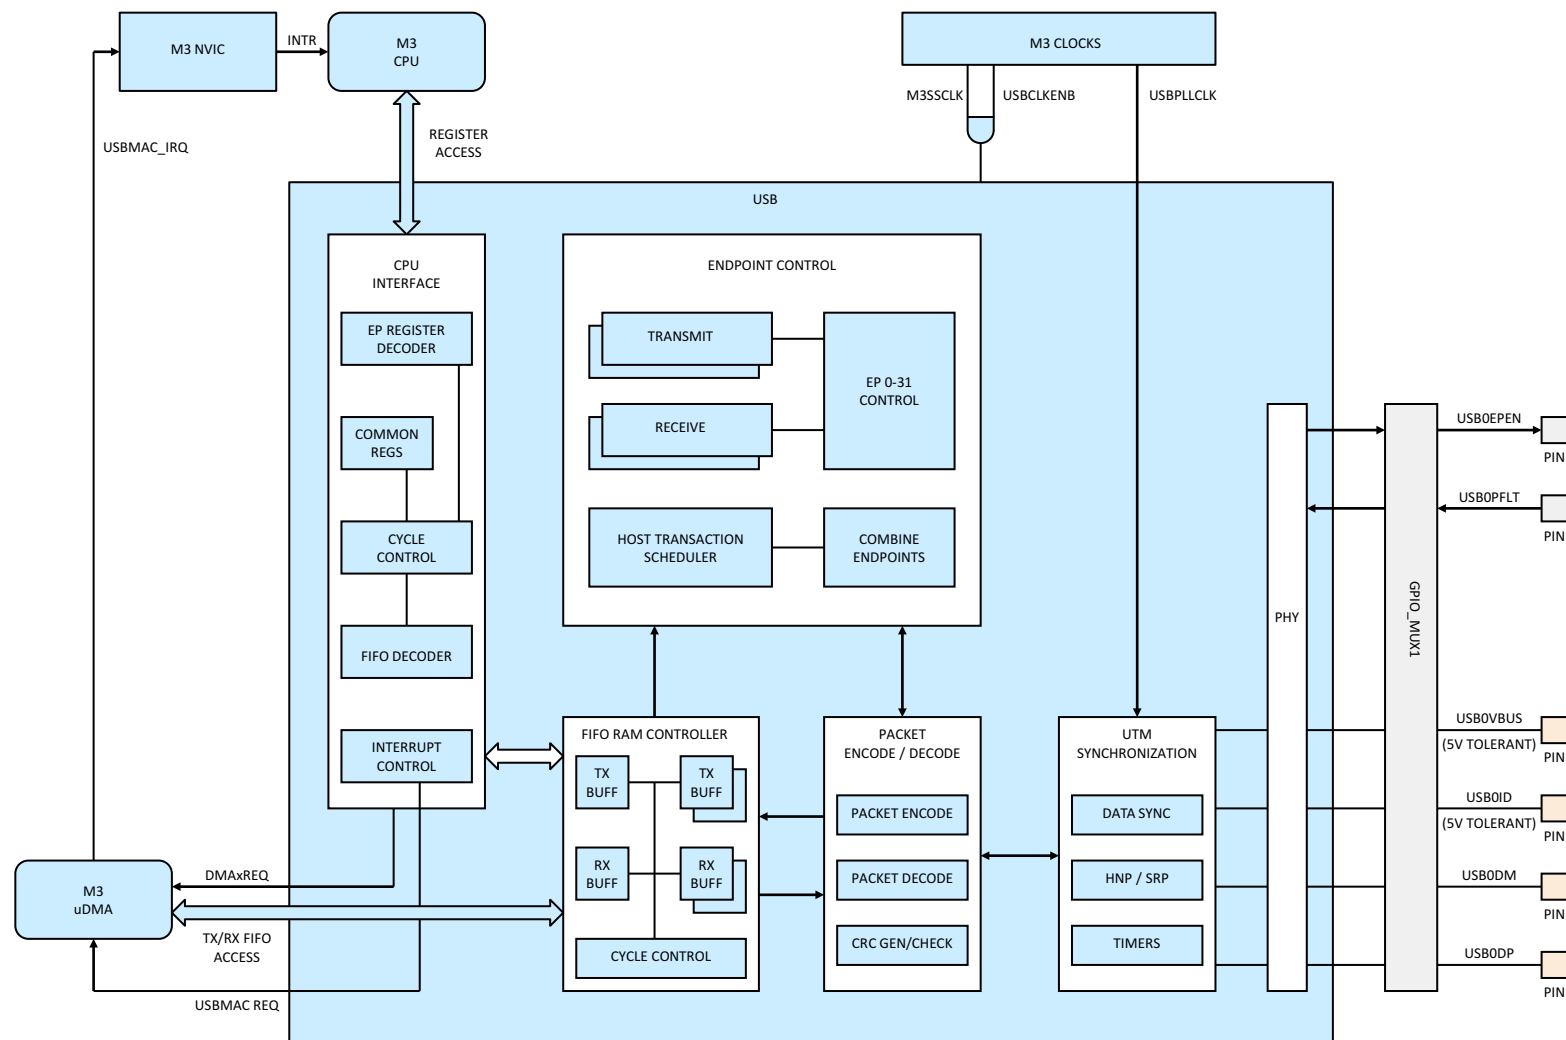 M3 NVIC
INTR
M3
CPU
M3 CLOCKS
M3SSCLK
USBCLKENB
USBPLLCLK
REGISTER
ACCESS
USBMAC_IRQ
USB
CPU
INTERFACE
EP REGISTER
DECODER
COMMON
REGS
CYCLE
CONTROL
FIFO DECODER
INTERRUPT
CONTROL
ENDPOINT CONTROL
TRANSMIT
RECEIVE
EP 0-31
CONTROL
HOST TRANSACTION
SCHEDULER
COMBINE
ENDPOINTS
FIFO RAM CONTROLLER
TX
BUFF
TX
BUFF
RX
BUFF
RX
BUFF
CYCLE CONTROL
PACKET
ENCODE / DECODE
PACKET ENCODE
PACKET DECODE
CRC GEN/CHECK
UTM
SYNCHRONIZATION
DATA SYNC
HNP / SRP
TIMERS
PHY
GPIO_MUX1
USB0EPEN
PIN
USB0PFLT
PIN
USB0VBUS
(5V TOLERANT)
PIN
USB0ID
(5V TOLERANT)
PIN
USB0DM
PIN
USB0DP
PIN
M3
uDMA
DMAxREQ
TX/RX FIFO
ACCESS
USBMAC REQ